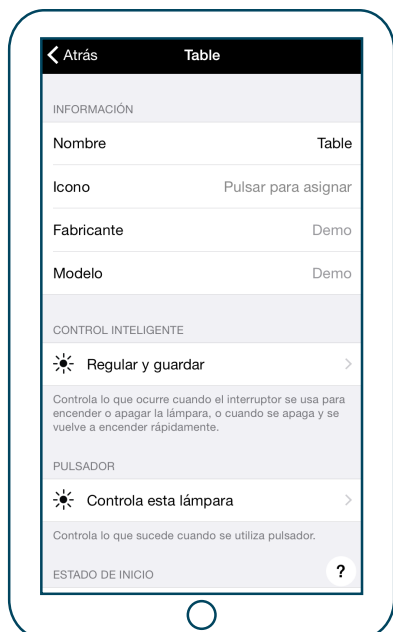 Atrás Table
INFORMACIÓN
Nombre Table
Icono Pulsar para asignar
Fabricante Demo
Modelo Demo
CONTROL INTELIGENTE
Regular y guardar
Controla lo que ocurre cuando el interruptor se usa para
encender o apagar la lámpara, o cuando se apaga y se
vuelve a encender rápidamente.
PULSADOR
Controla esta lámpara
Controla lo que sucede cuando se utiliza pulsador.
ESTADO DE INICIO ?